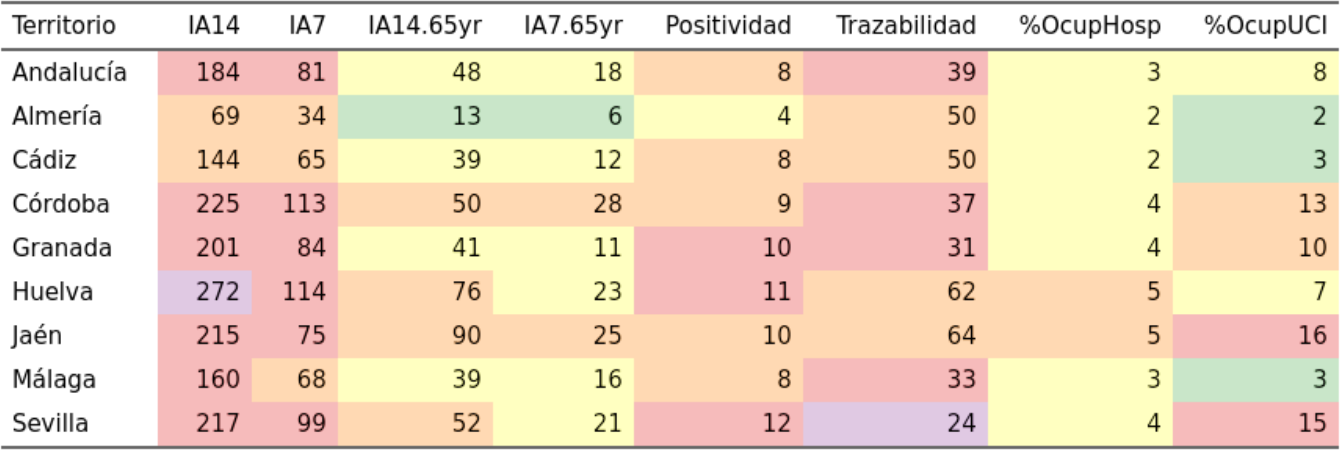 Territorio IA14 IA7 IA14.65yr IA7.65yr Positividad Trazabilidad %OcupHosp %OcupUCI
Andalucía 184 81 48 18 8 39 3 8
Almería 69 34 13 6 4 50 2 2
Cádiz 144 65 39 12 8 50 2 3
Córdoba 225 113 50 28 9 37 4 13
Granada 201 84 41 11 10 31 4 10
Huelva 272 114 76 23 11 62 5 7
Jaén 215 75 90 25 10 64 5 16
Málaga 160 68 39 16 8 33 3 3
Sevilla 217 99 52 21 12 24 4 15